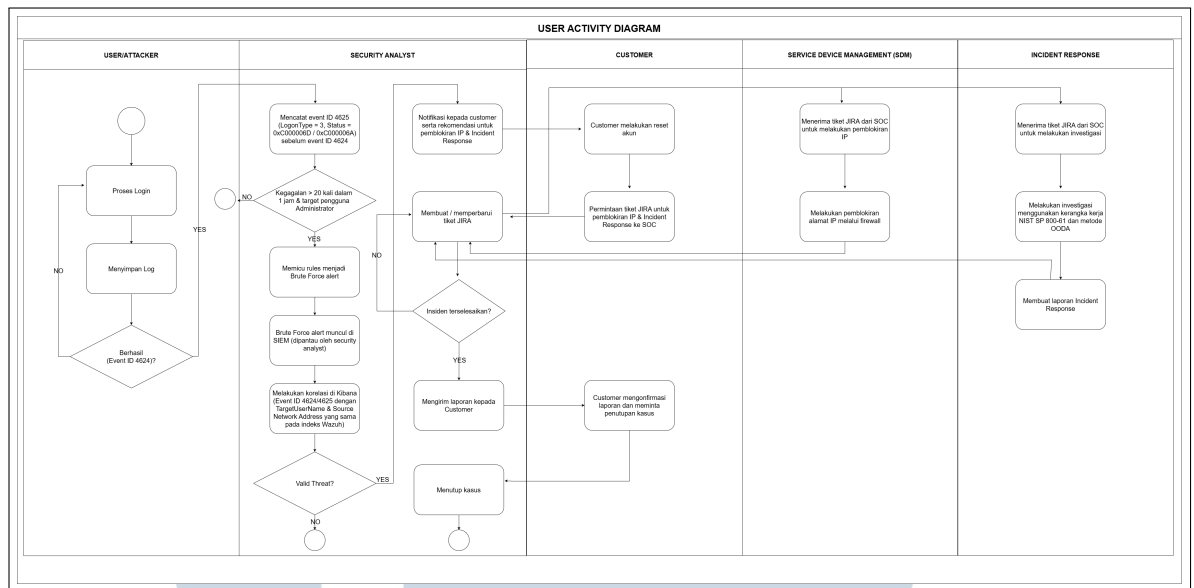 USER ACTIVITY DIAGRAM
USER/ATTACKER
SECURITY ANALYST
CUSTOMER
SERVICE DEVICE MANAGEMENT (SDM)
INCIDENT RESPONSE
Proses Login
Menyimpan Log
Berhasil
(Event ID 4624)?
NO
YES
Mencatat event ID 4625
(LogonType = 3, Status =
0xC000006D / 0xC000006A)
sebelum event ID 4624
Kegagalan > 20 kali dalam
1 jam & target pengguna
Administrator
NO
YES
Memicu rules menjadi
Brute Force alert
Brute Force alert muncul di
SIEM (dipantau oleh security
analyst)
Melakukan korelasi di Kibana
(Event ID 4624/4625 dengan
TargetUserName & Source
Network Address yang sama
pada indeks Wazuh)
Valid Threat?
YES
NO
Notifikasi kepada customer
serta rekomendasi untuk
pemblokiran IP & Incident
Response
Membuat / memperbarui
tiket JIRA
NO
Insiden terselesaikan?
YES
Mengirim laporan kepada
Customer
Menutup kasus
Customer melakukan reset
akun
Permintaan tiket JIRA untuk
pemblokiran IP & Incident
Response ke SOC
Customer mengonfirmasi
laporan dan meminta
penutupan kasus
Menerima tiket JIRA dari SOC
untuk melakukan pemblokiran
IP
Melakukan pemblokiran
alamat IP melalui firewall
Menerima tiket JIRA dari SOC
untuk melakukan investigasi
Melakukan investigasi
menggunakan kerangka kerja
NIST SP 800-61 dan metode
OODA
Membuat laporan Incident
Response